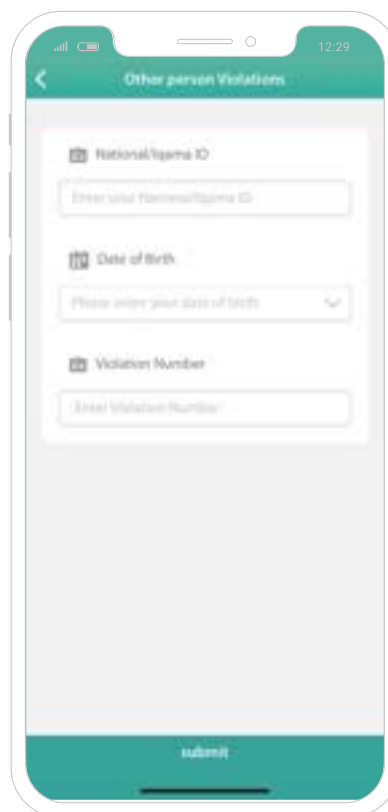 12:29
Other person Violations
National/Iqama ID
Enter your National/Iqama ID
Date of Birth
Please enter your date of birth
Violation Number
Enter Violation Number
submit